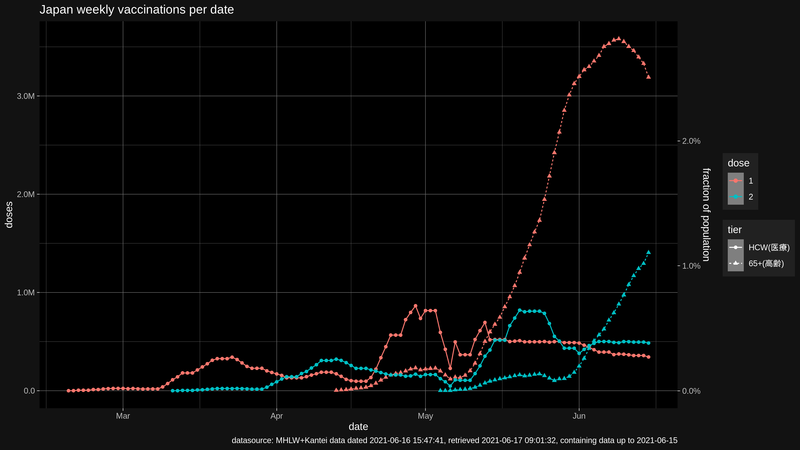 Japan weekly vaccinations per date
3.0M
2.0M
1.0M
0.0
doses
2.0%
1.0%
0.0%
fraction of population
Mar
Apr
May
Jun
date
dose
1
2
tier
HCW(医療)
65+(高齢)
datasource: MHLW+Kantei data dated 2021-06-16 15:47:41, retrieved 2021-06-17 09:01:32, containing data up to 2021-06-15